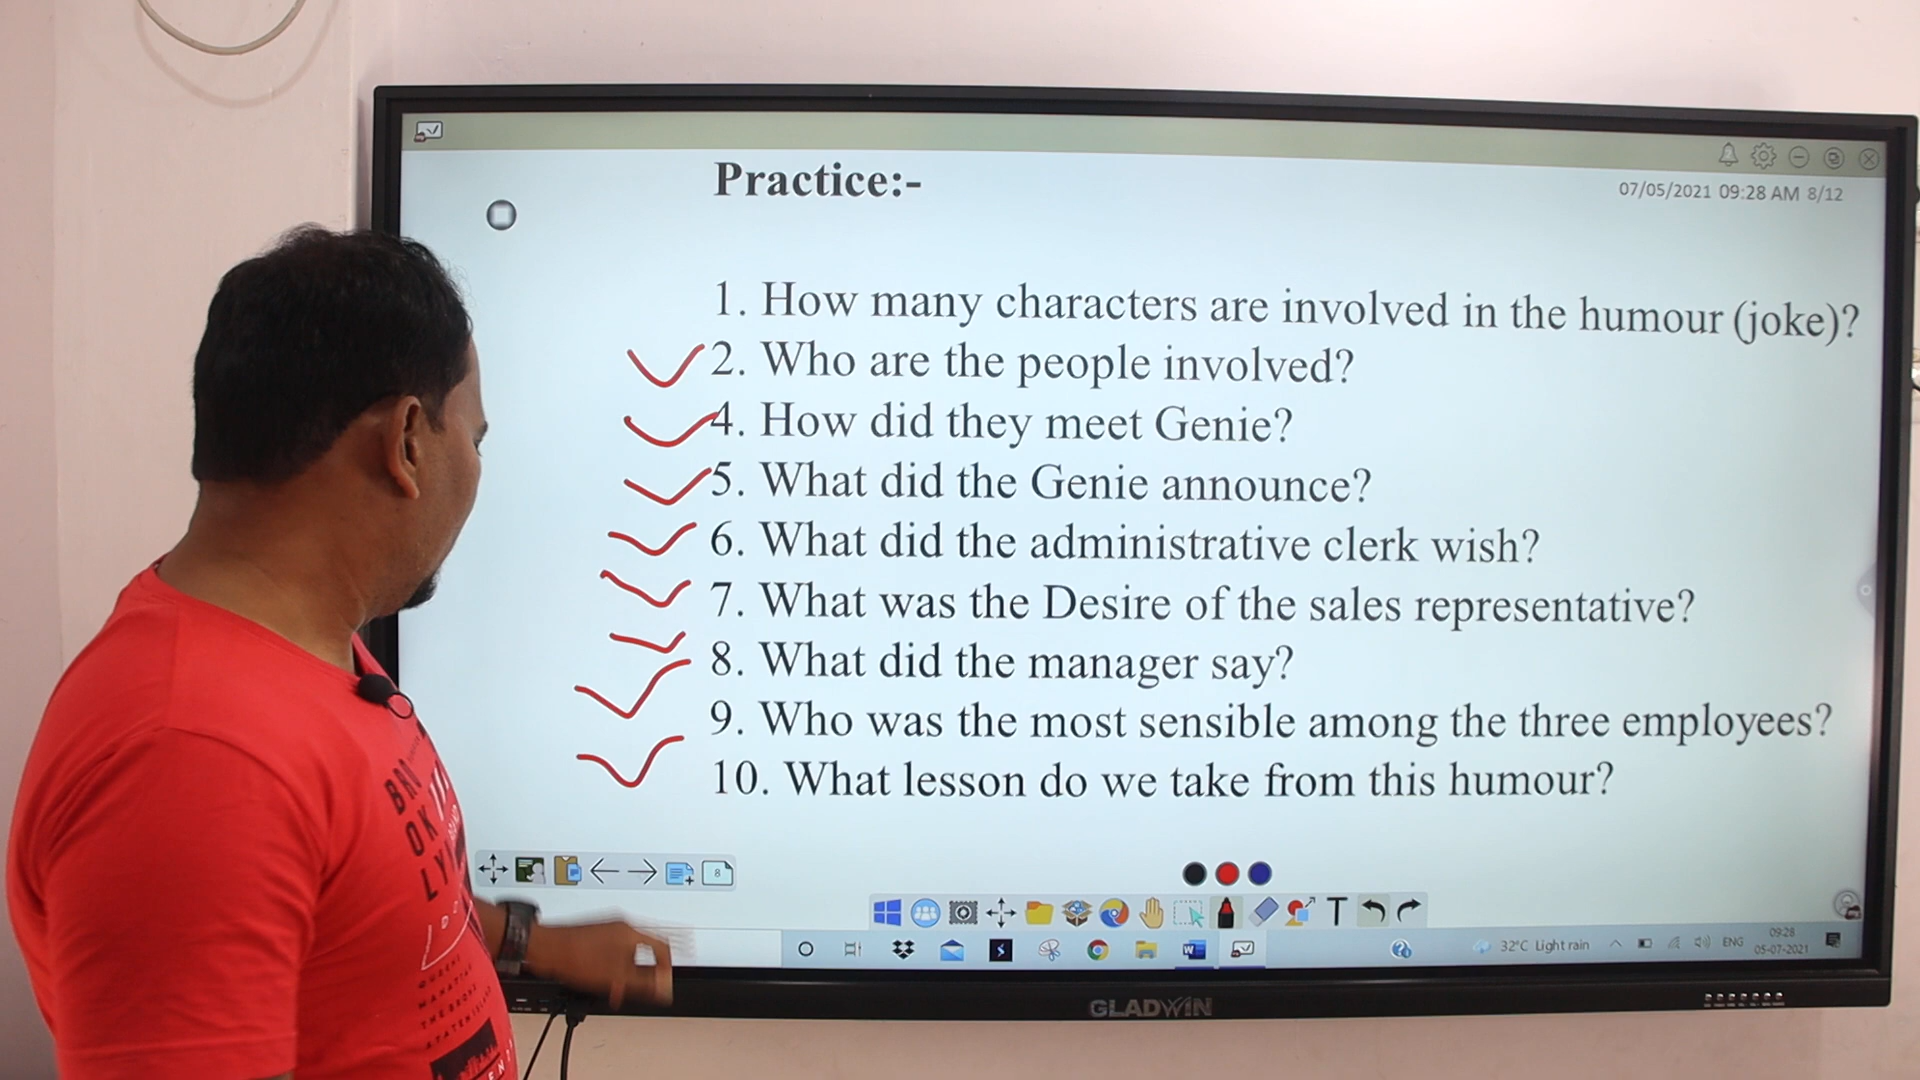 Practice:-
07/05/2021 09:28 AM 8/12
1. How many characters are involved in the humour (joke)?
2. Who are the people involved?
4. How did they meet Genie?
5. What did the Genie announce?
6. What did the administrative clerk wish?
7. What was the Desire of the sales representative?
8. What did the manager say?
9. Who was the most sensible among the three employees?
10. What lesson do we take from this humour?
8
T
32°C Light rain
ENG
09:28
05-07-2021
GLADWIN